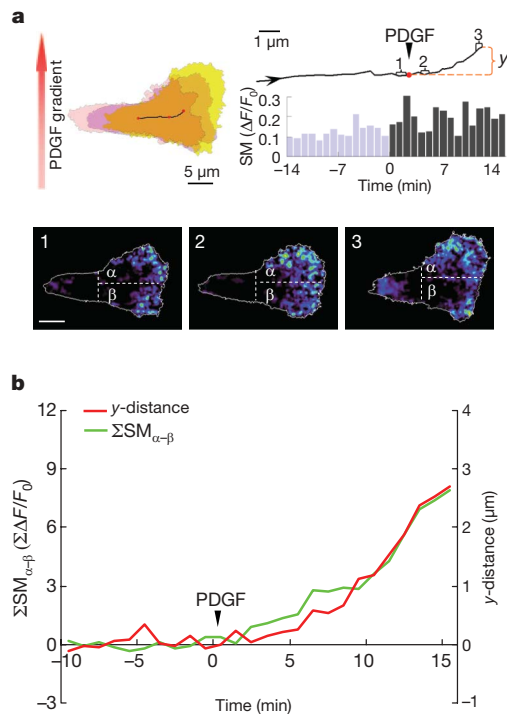 a
PDGF gradient
5 μm
1 μm
PDGF
1
2
3
y
SM (ΔF/F0)
0.3
0.2
0.1
0
−14
−7
0
7
14
Time (min)
1
α
β
2
α
β
3
α
β
b
y-distance
ΣSMα–β
ΣSMα–β (ΣΔF/F0)
12
9
6
3
0
−3
PDGF
−10
−5
0
5
10
15
Time (min)
4
3
2
1
0
−1
y-distance (μm)